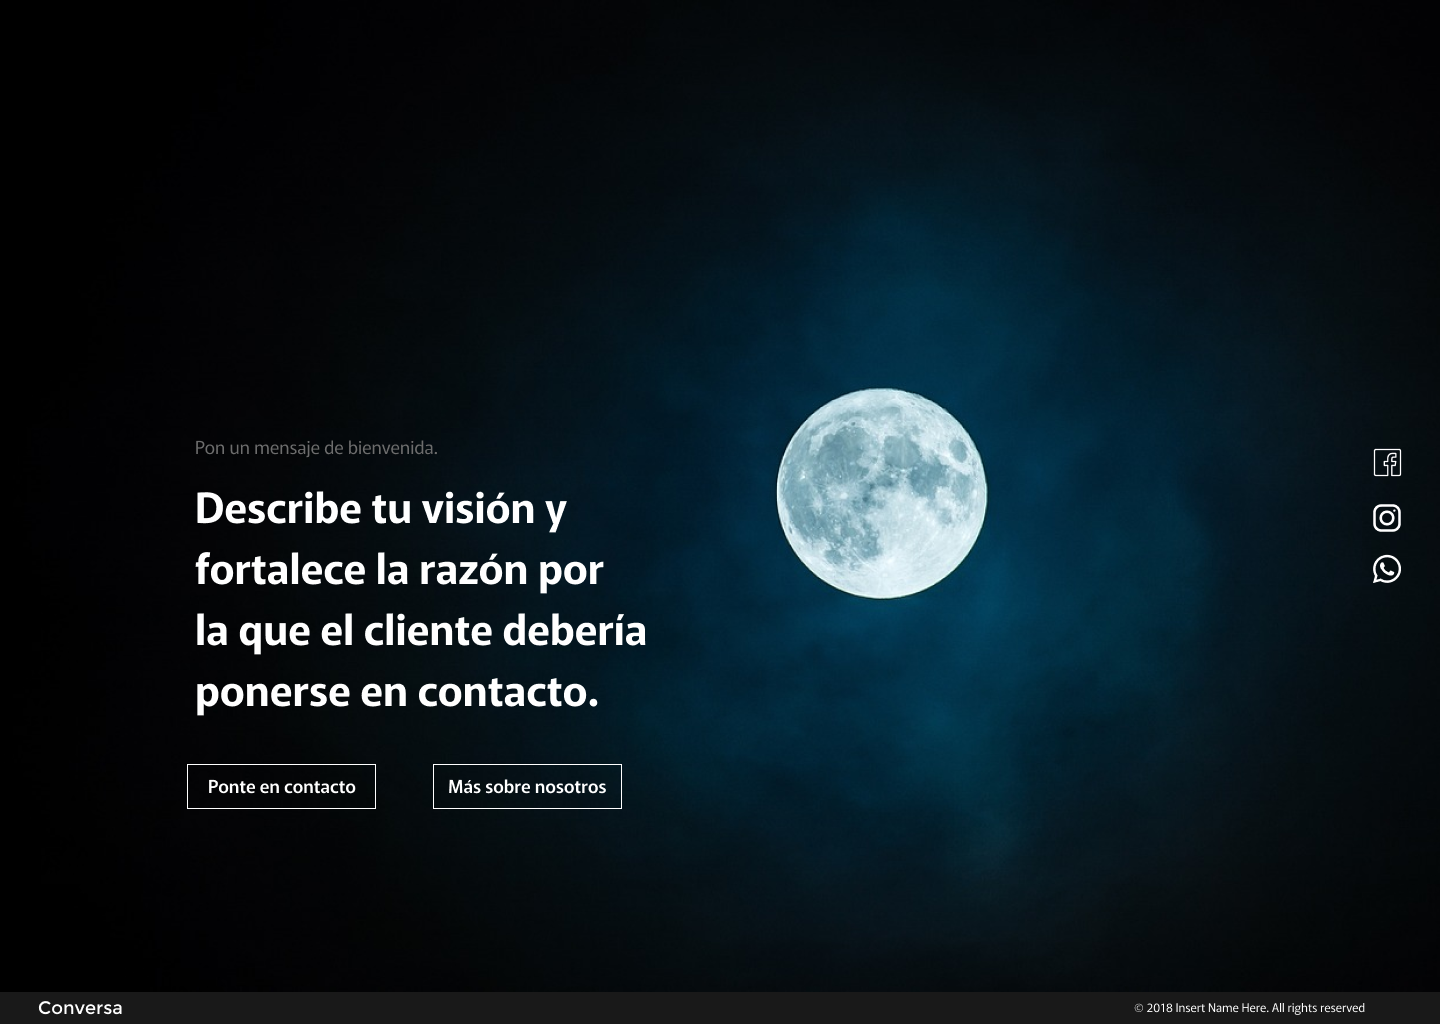 Pon un mensaje de bienvenida.
Describe tu visión y
fortalece la razón por
la que el cliente debería
ponerse en contacto.
Ponte en contacto
Más sobre nosotros
Conversa
© 2018 Insert Name Here. All rights reserved